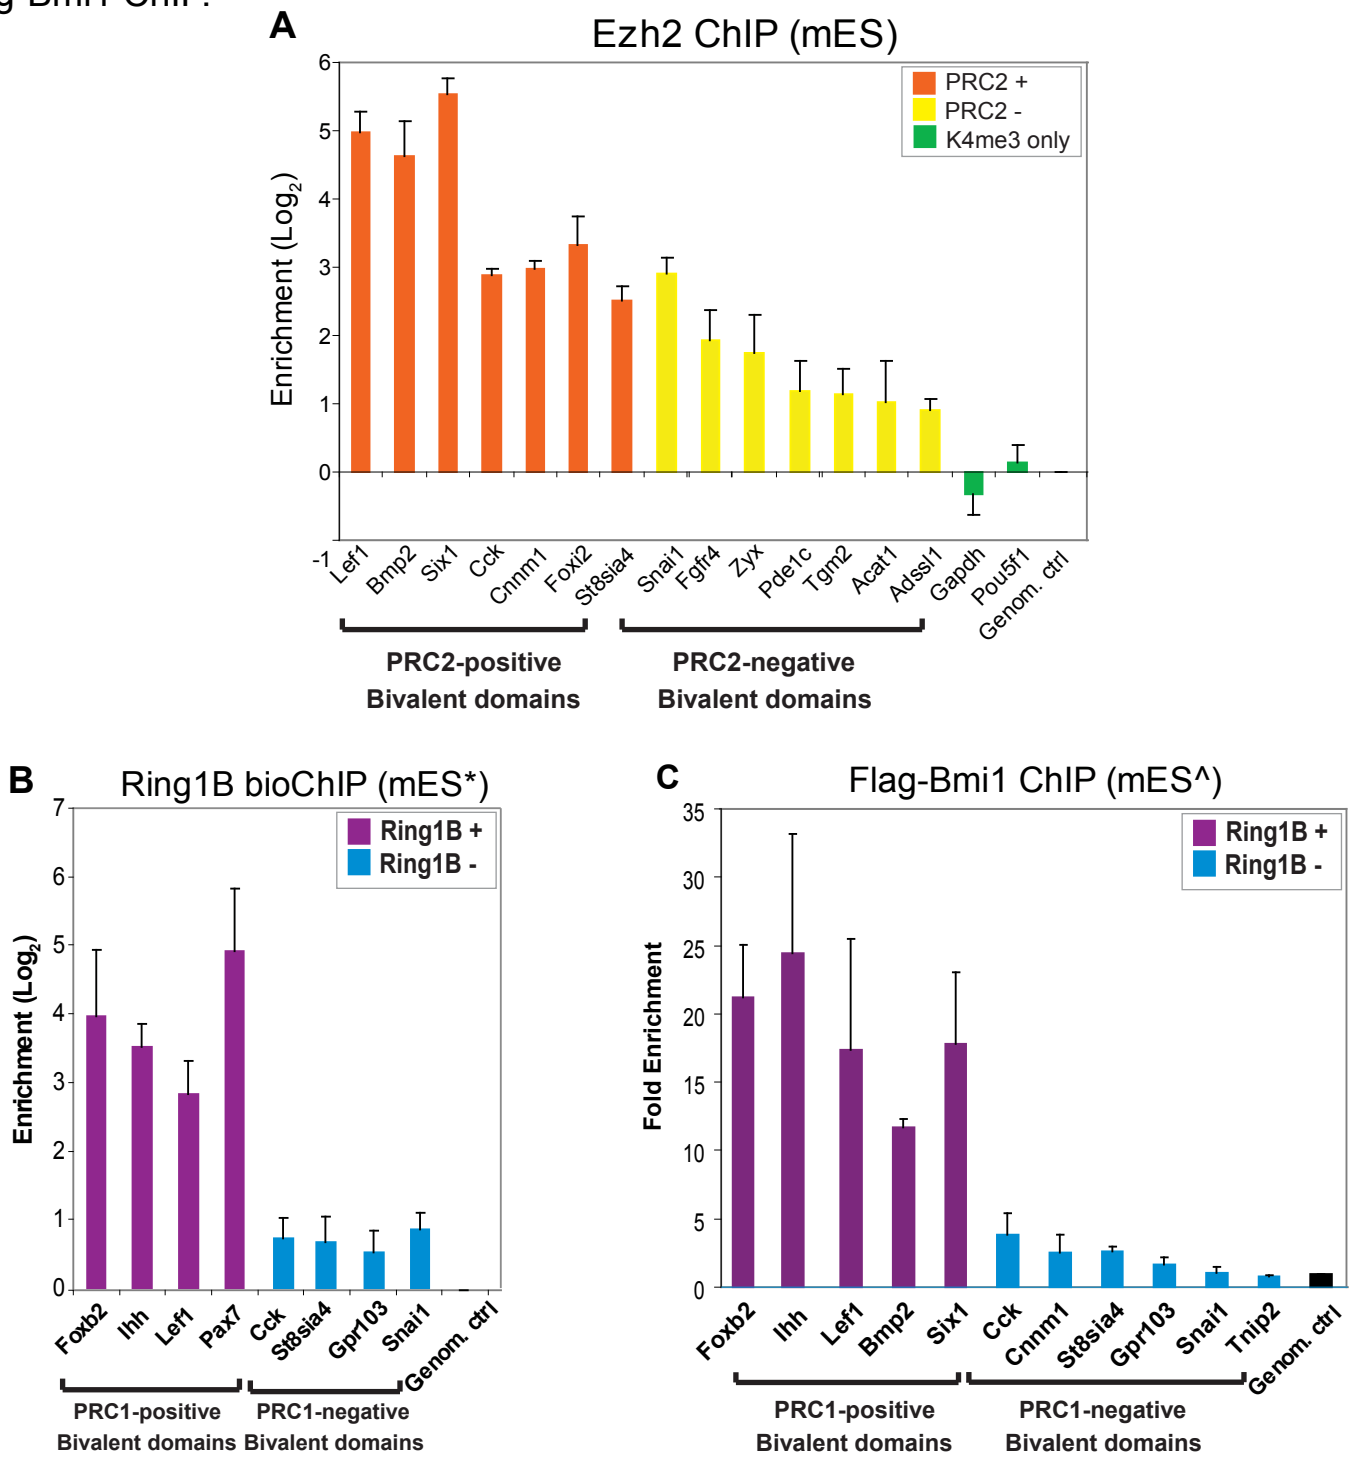 g-Bmi1 ChIP.
A
Ezh2 ChIP (mES)
PRC2 +
PRC2 -
K4me3 only
Enrichment (Log2)
6
5
4
3
2
1
0
-1
Lef1
Bmp2
Six1
Cck
Cnnm1
Foxi2
St8sia4
Snai1
Fgfr4
Zyx
Pde1c
Tgm2
Acat1
Adssl1
Gapdh
Pou5f1
Genom. ctrl
PRC2-positive
Bivalent domains
PRC2-negative
Bivalent domains
B
Ring1B bioChIP (mES*)
Ring1B +
Ring1B -
Enrichment (Log2)
7
6
5
4
3
2
1
0
Foxb2
Ihh
Lef1
Pax7
Cck
St8sia4
Gpr103
Snai1
Genom. ctrl
PRC1-positive
Bivalent domains
PRC1-negative
Bivalent domains
C
Flag-Bmi1 ChIP (mES^)
Ring1B +
Ring1B -
Fold Enrichment
35
30
25
20
15
10
5
0
Foxb2
Ihh
Lef1
Bmp2
Six1
Cck
Cnnm1
St8sia4
Gpr103
Snai1
Tnip2
Genom. ctrl
PRC1-positive
Bivalent domains
PRC1-negative
Bivalent domains